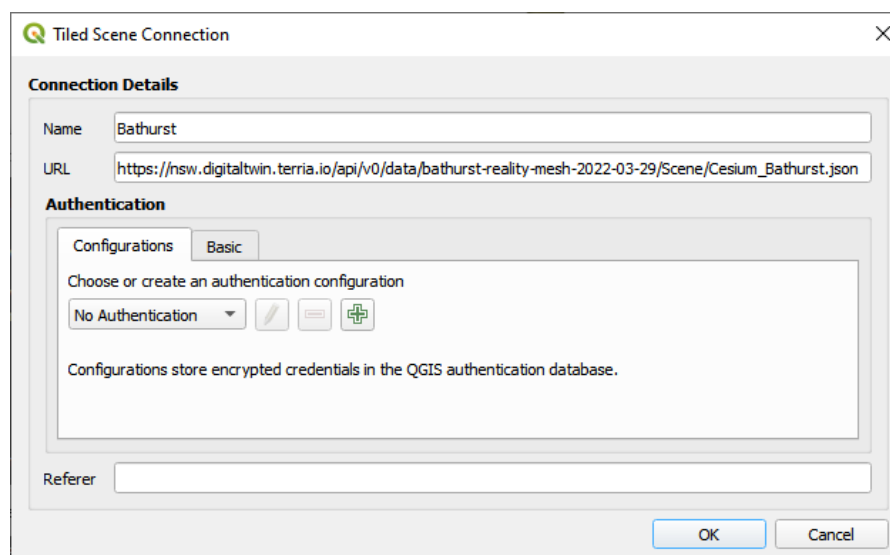 Tiled Scene Connection
Connection Details
Name Bathurst
URL https://nsw.digitaltwin.terria.io/api/v0/data/bathurst-reality-mesh-2022-03-29/Scene/Cesium_Bathurst.json
Authentication
Configurations Basic
Choose or create an authentication configuration
No Authentication
Configurations store encrypted credentials in the QGIS authentication database.
Referer
OK Cancel